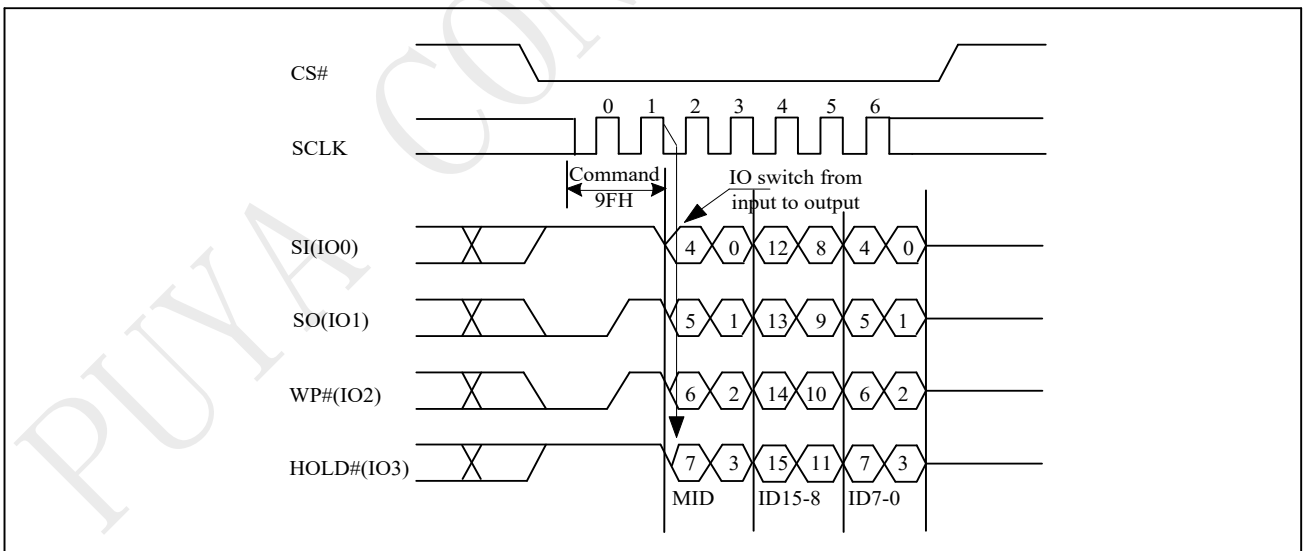 PUYA CON
CS#
0 1 2 3 4 5 6
SCLK
Command
9FH
IO switch from
input to output
SI(IO0) 4 0 12 8 4 0
SO(IO1) 5 1 13 9 5 1
WP#(IO2) 6 2 14 10 6 2
HOLD#(IO3) 7 3 15 11 7 3
MID ID15-8 ID7-0